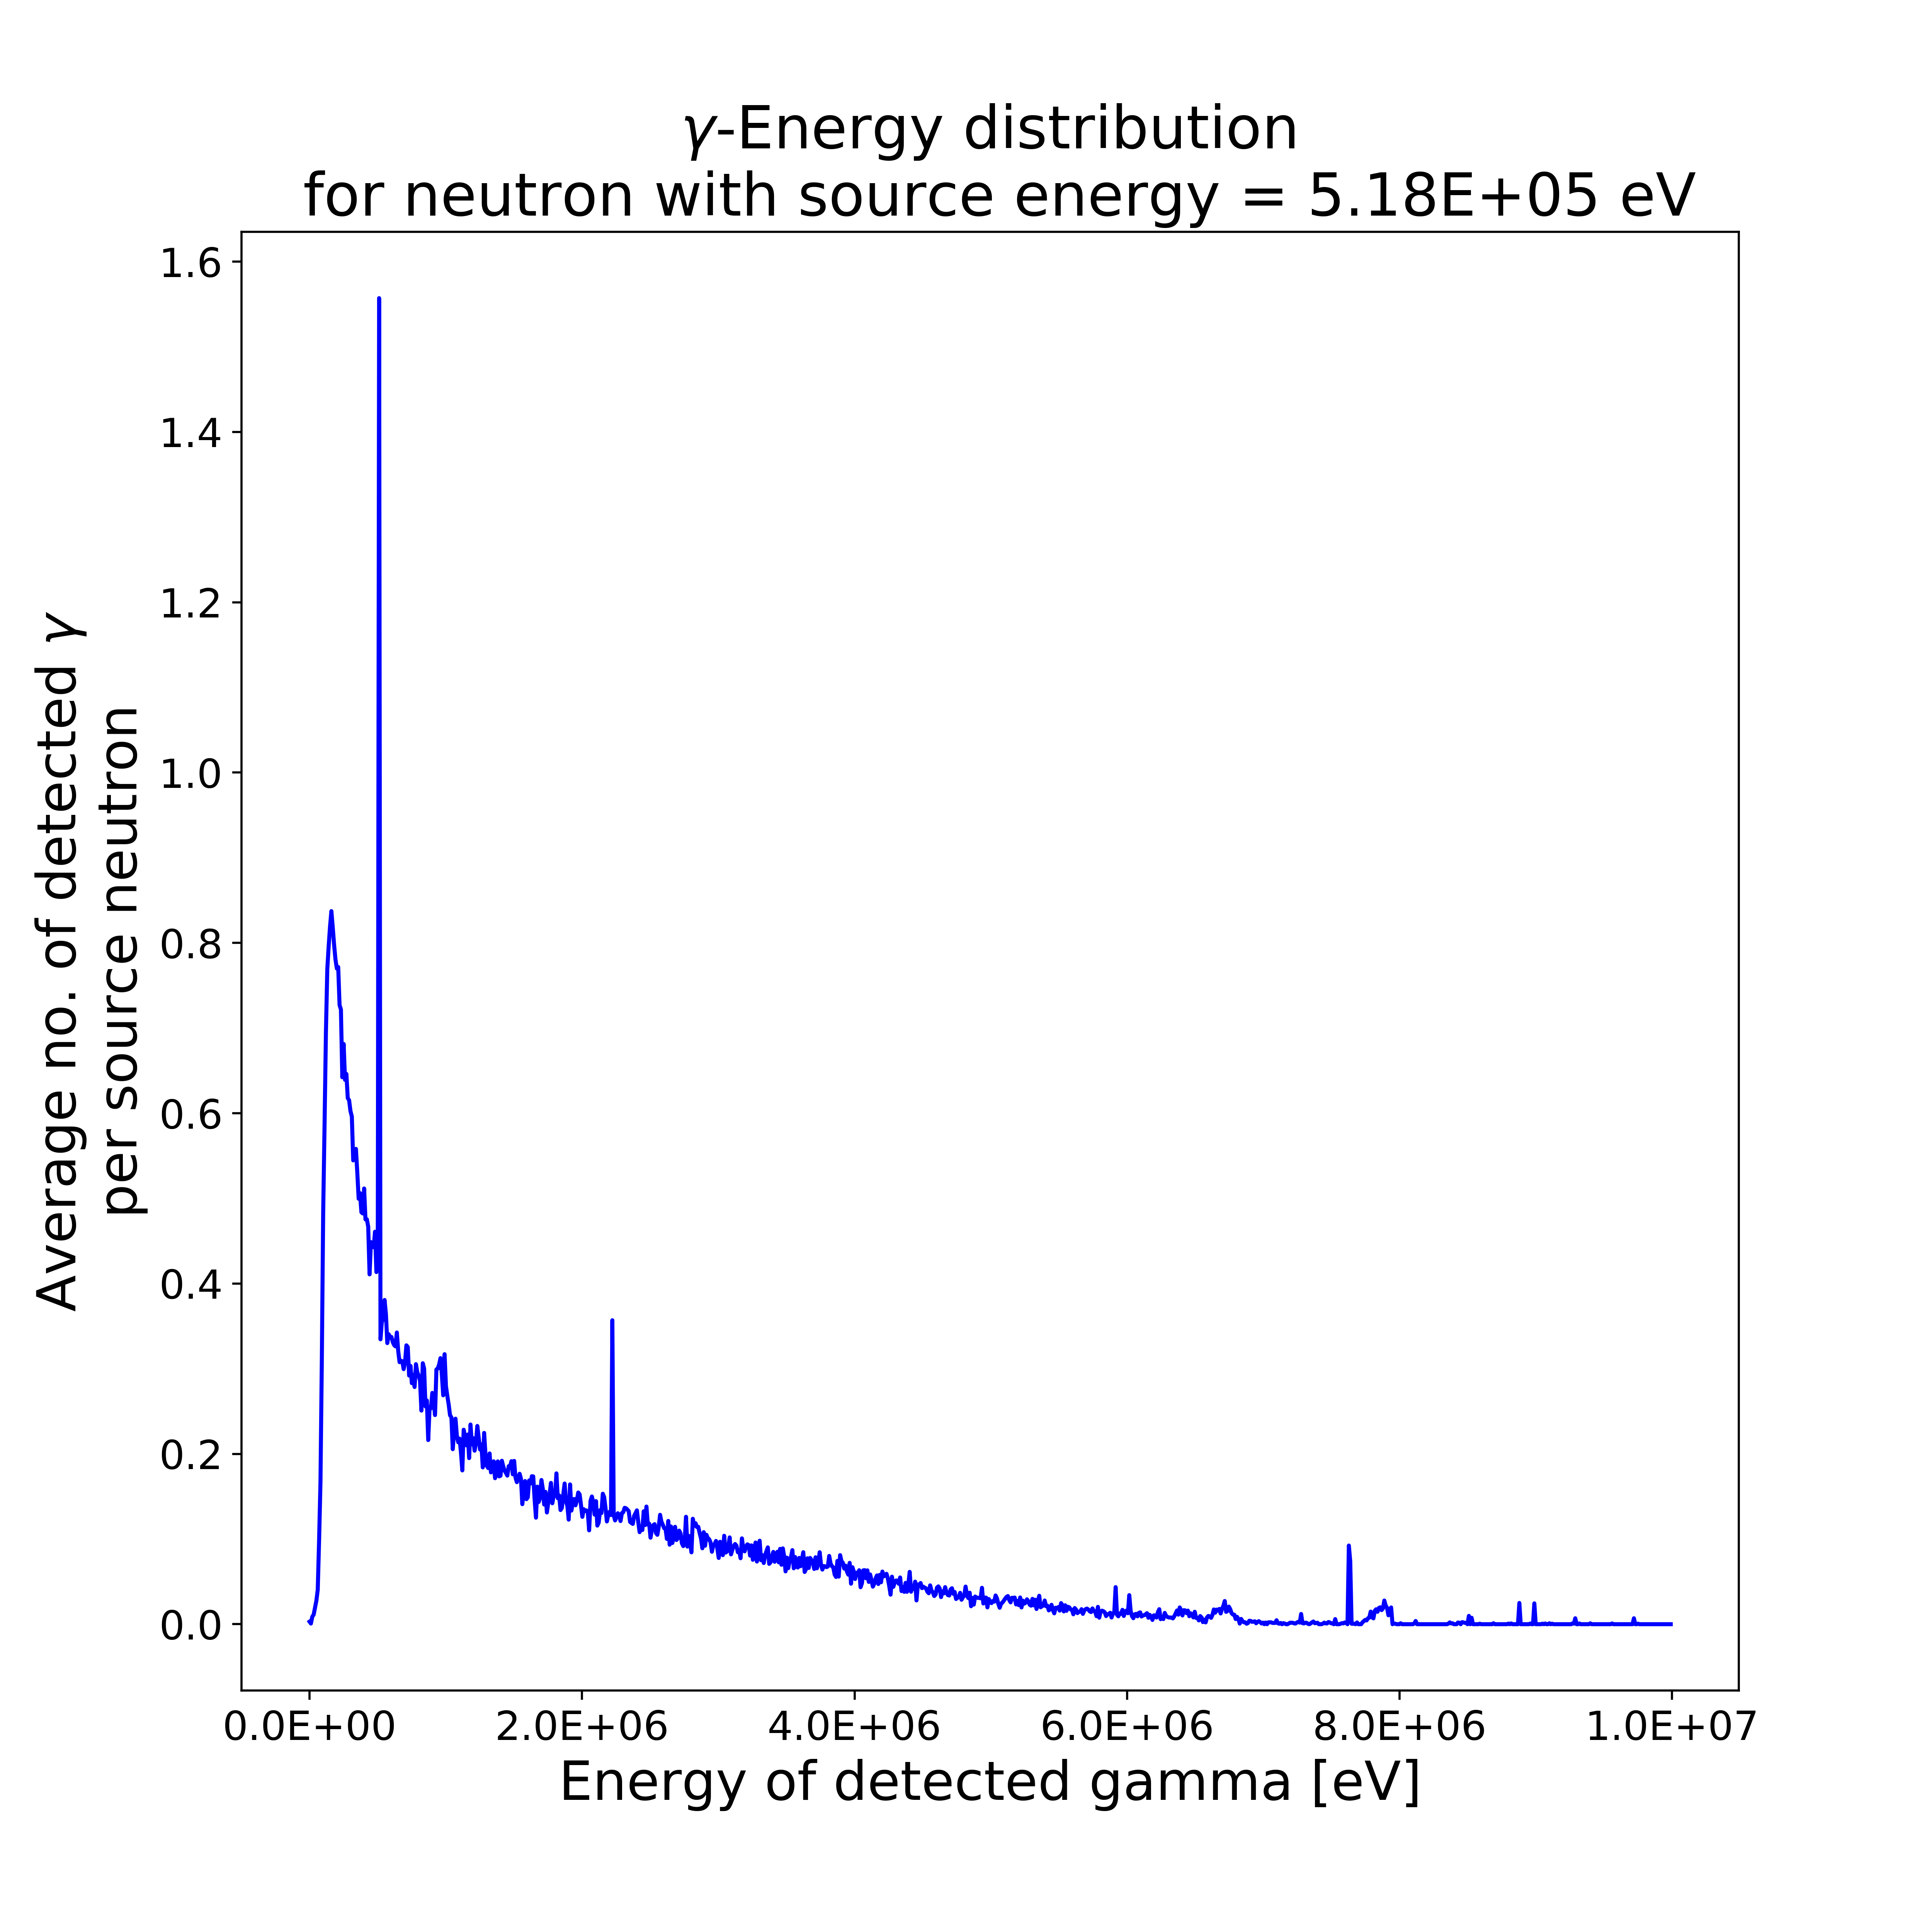 γ-Energy distribution
for neutron with source energy = 5.18E+05 eV
Average no. of detected γ
per source neutron
1.6
1.4
1.2
1.0
0.8
0.6
0.4
0.2
0.0
0.0E+00 2.0E+06 4.0E+06 6.0E+06 8.0E+06 1.0E+07
Energy of detected gamma [eV]